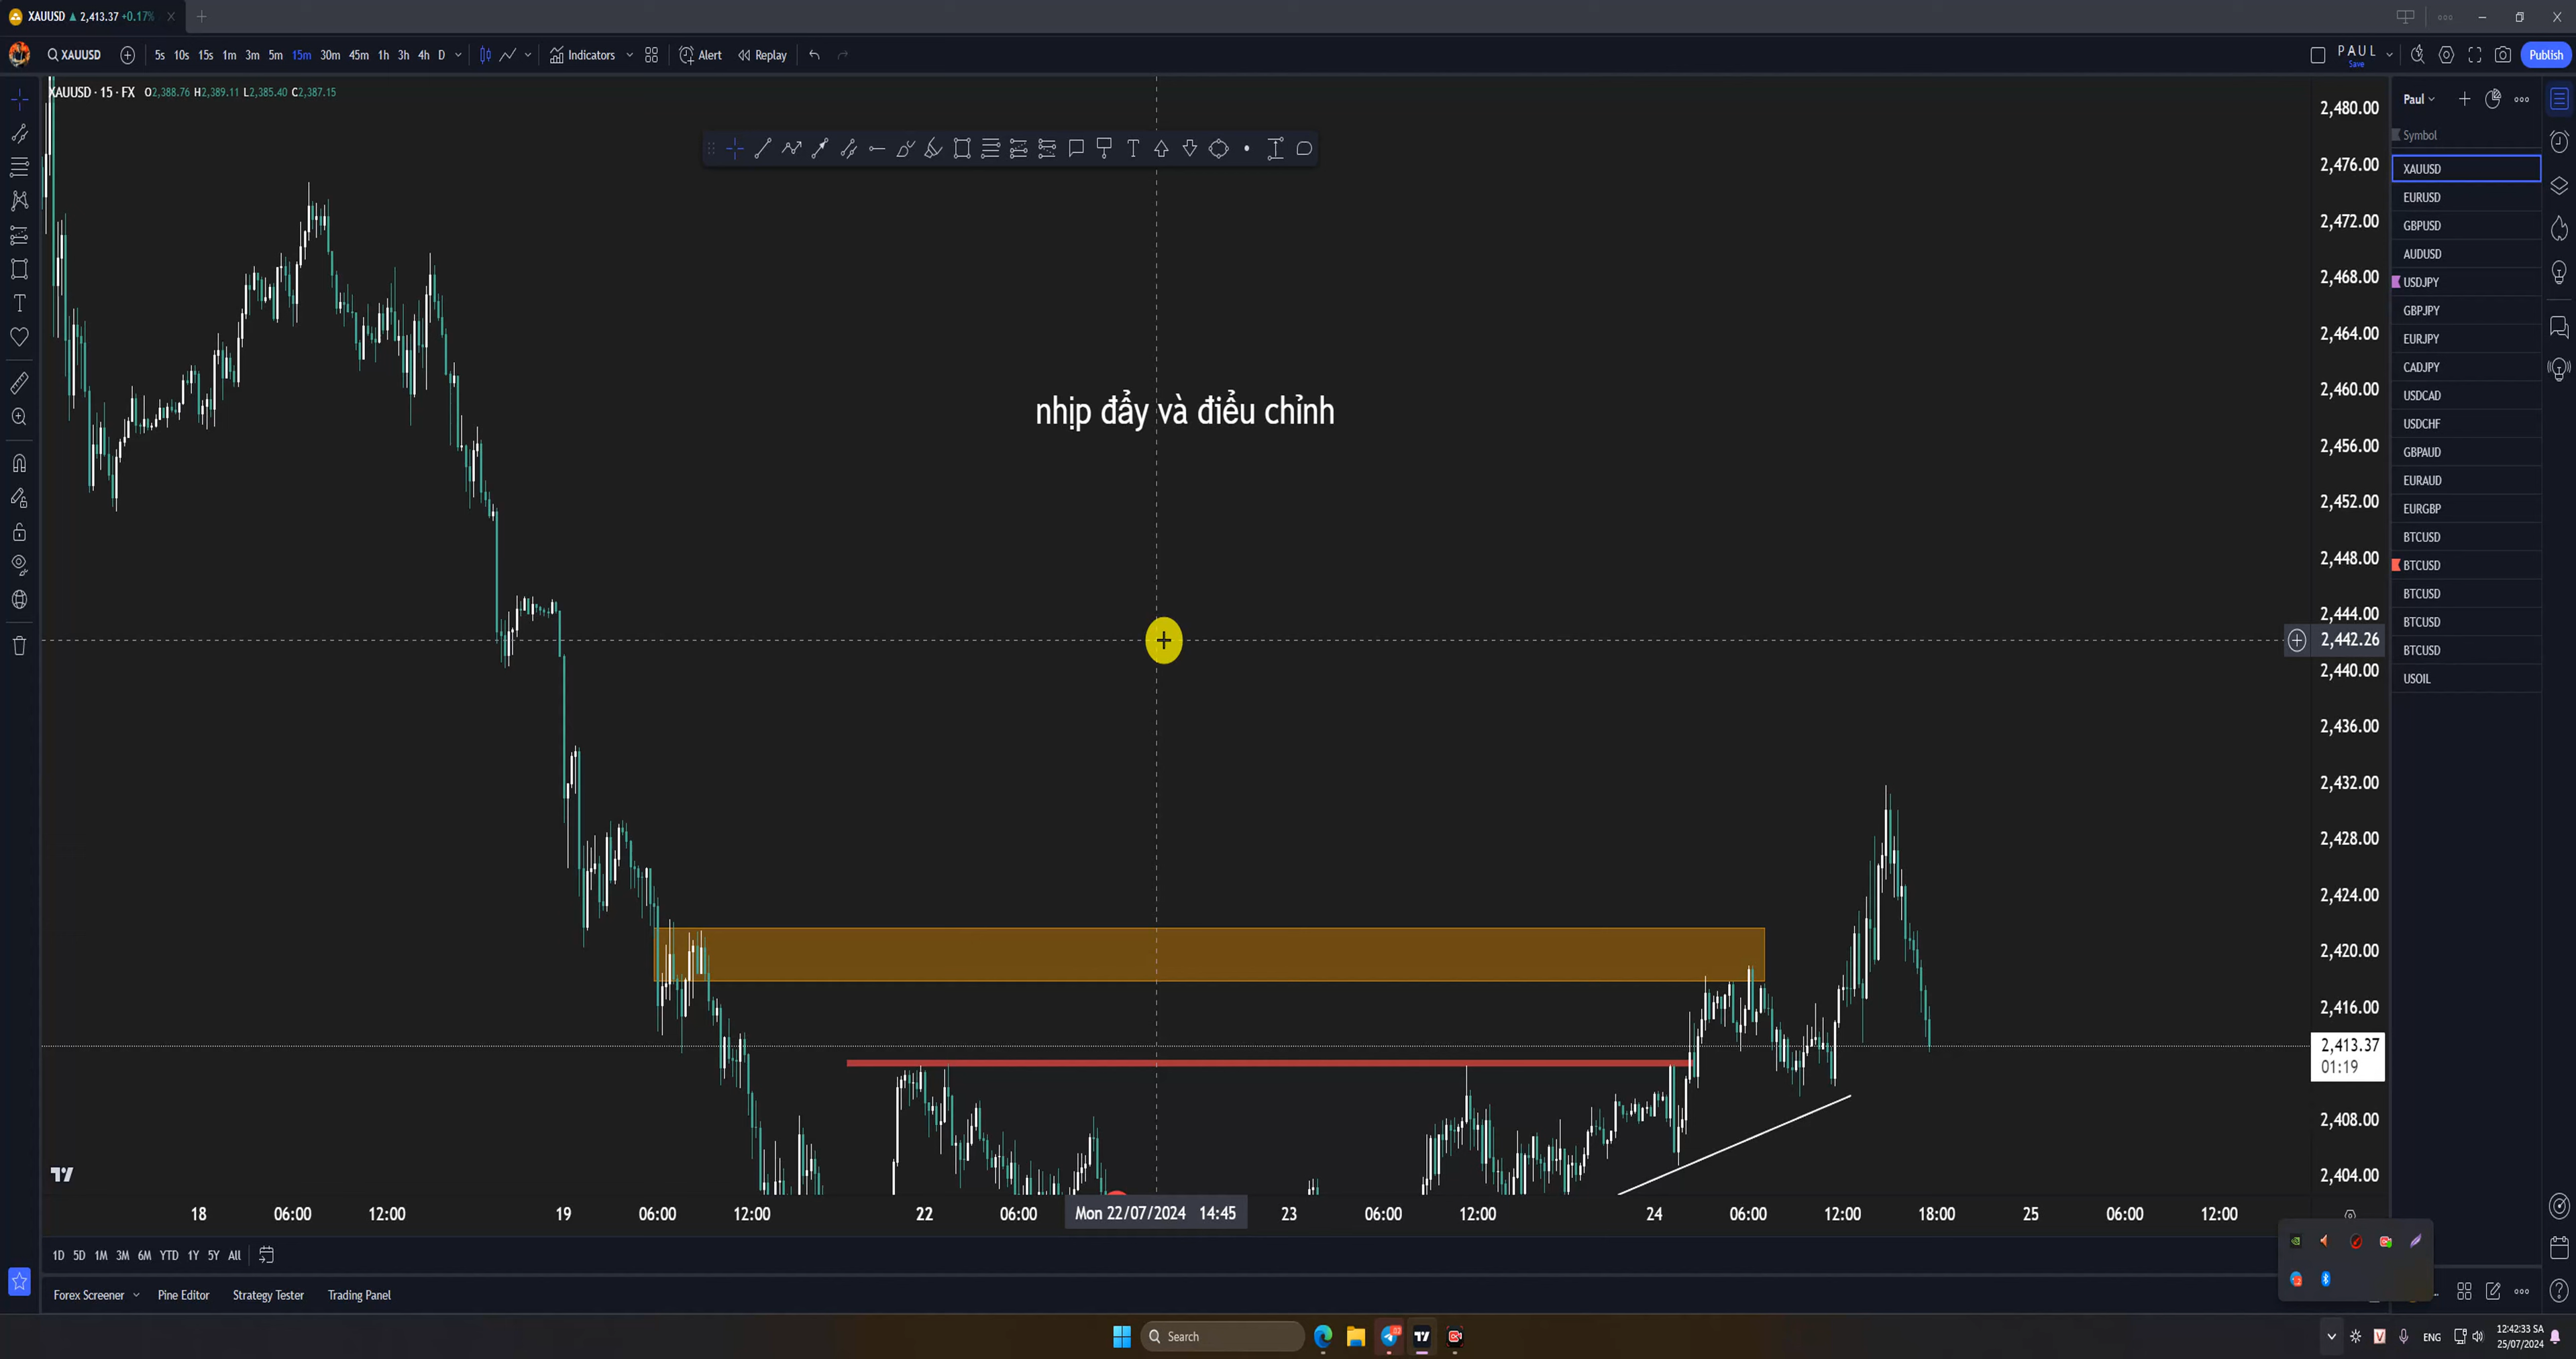 XAUUSD ▲ 2,413.37 +0.17%
XAUUSD 5s 10s 15s 1m 3m 5m 15m 30m 45m 1h 3h 4h D Indicators Alert Replay PAUL Save Publish
XAUUSD · 15 · FX O2,388.76 H2,389.11 L2,385.40 C2,387.15
nhịp đẩy và điểu chỉnh
2,480.00
2,476.00
2,472.00
2,468.00
2,464.00
2,460.00
2,456.00
2,452.00
2,448.00
2,444.00
2,442.26
2,440.00
2,436.00
2,432.00
2,428.00
2,424.00
2,420.00
2,416.00
2,413.37
01:19
2,408.00
2,404.00
Paul
Symbol
XAUUSD
EURUSD
GBPUSD
AUDUSD
USDJPY
GBPJPY
EURJPY
CADJPY
USDCAD
USDCHF
GBPAUD
EURAUD
EURGBP
BTCUSD
BTCUSD
BTCUSD
BTCUSD
BTCUSD
USOIL
18 06:00 12:00 19 06:00 12:00 22 06:00 Mon 22/07/2024 14:45 23 06:00 12:00 24 06:00 12:00 18:00 25 06:00 12:00
1D 5D 1M 3M 6M YTD 1Y 5Y All
Forex Screener Pine Editor Strategy Tester Trading Panel
Search
ENG
12:42:33 SA
25/07/2024